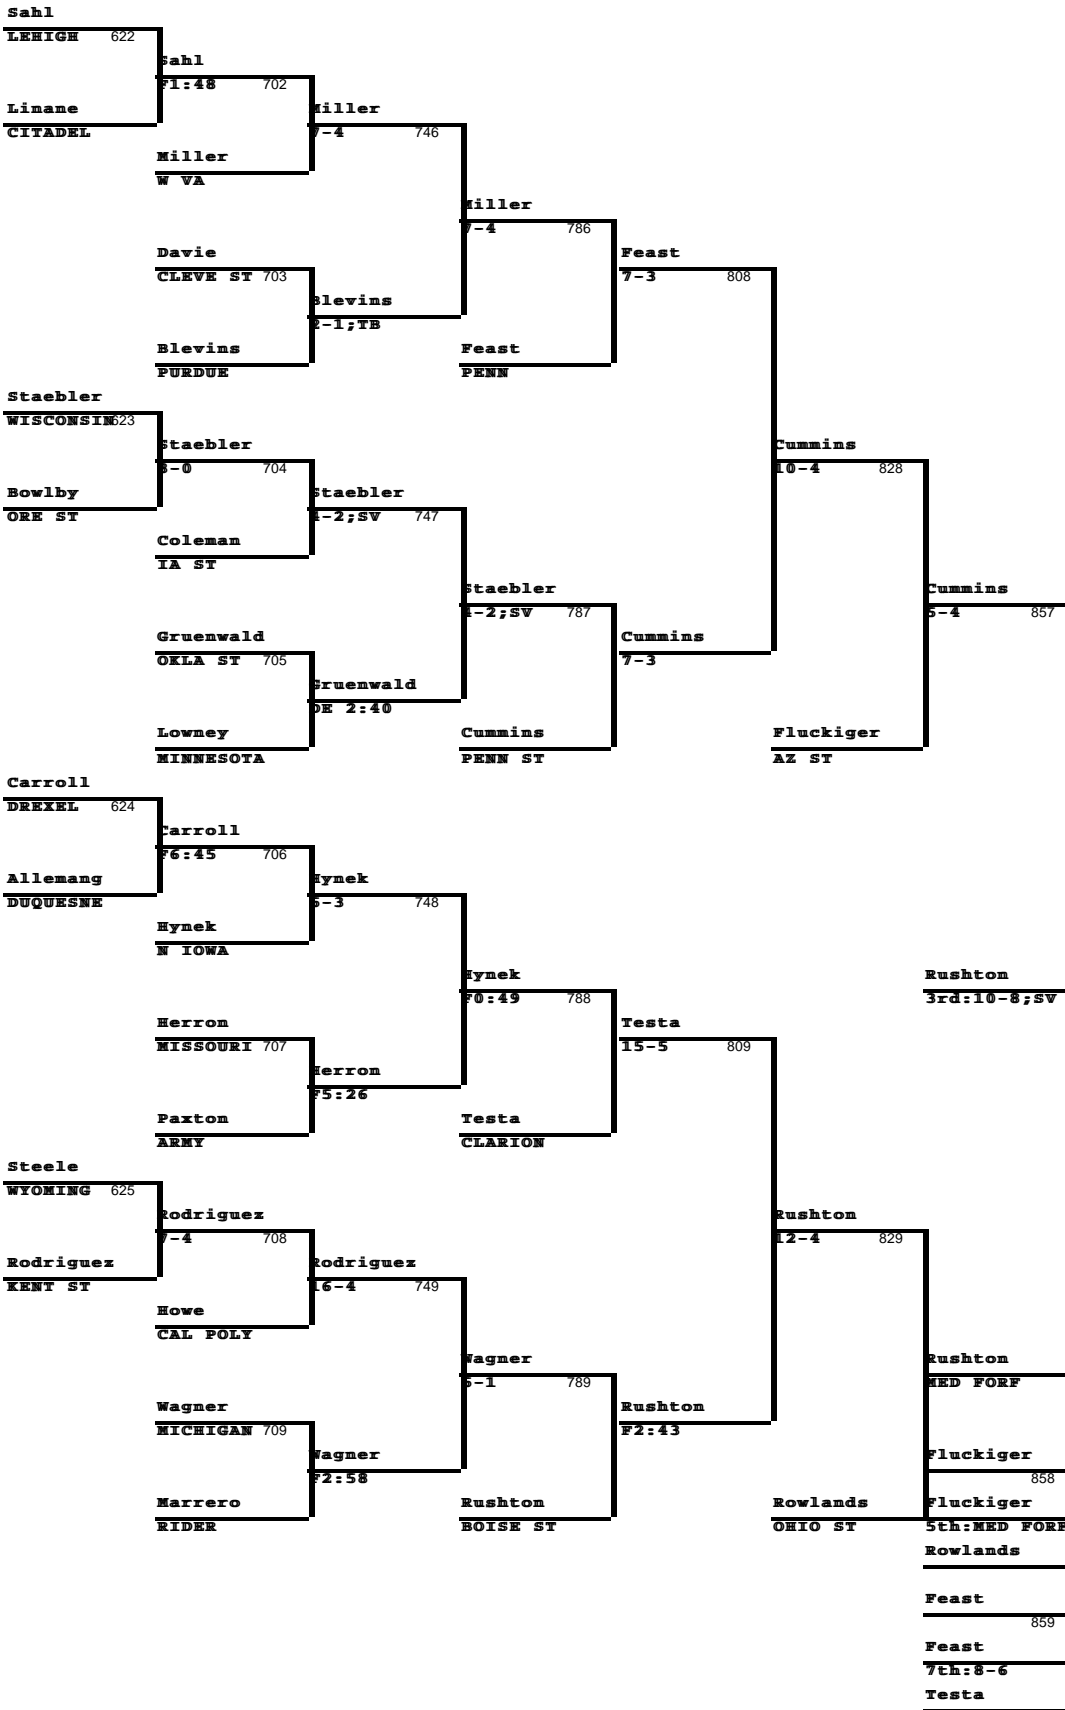 Sahl
LEHIGH 622
Sahl
F1:48 702
Linane
CITADEL
Miller
7-4 746
Miller
W VA
Miller
7-4 786
Davie
CLEVE ST 703
Feast
7-3 808
Blevins
2-1;TB
Blevins
PURDUE
Feast
PENN
Staebler
WISCONSIN 623
Staebler
8-0 704
Cummins
10-4 828
Bowlby
ORE ST
Staebler
4-2;SV 747
Coleman
IA ST
Staebler
4-2;SV 787
Cummins
5-4 857
Gruenwald
OKLA ST 705
Cummins
7-3
Gruenwald
DE 2:40
Lowney
MINNESOTA
Cummins
PENN ST
Fluckiger
AZ ST
Carroll
DREXEL 624
Carroll
F6:45 706
Allemang
DUQUESNE
Hynek
6-3 748
Hynek
N IOWA
Hynek
F0:49 788
Rushton
3rd:10-8;SV
Herron
MISSOURI 707
Testa
15-5 809
Herron
F5:26
Paxton
ARMY
Testa
CLARION
Steele
WYOMING 625
Rodriguez
7-4 708
Rushton
12-4 829
Rodriguez
KENT ST
Rodriguez
16-4 749
Howe
CAL POLY
Wagner
6-1 789
Rushton
MED FORF
Wagner
MICHIGAN 709
Rushton
F2:43
Wagner
F2:58
Fluckiger
858
Marrero
RIDER
Rushton
BOISE ST
Rowlands
OHIO ST
Fluckiger
5th:MED FORF
Rowlands
Feast
859
Feast
7th:8-6
Testa